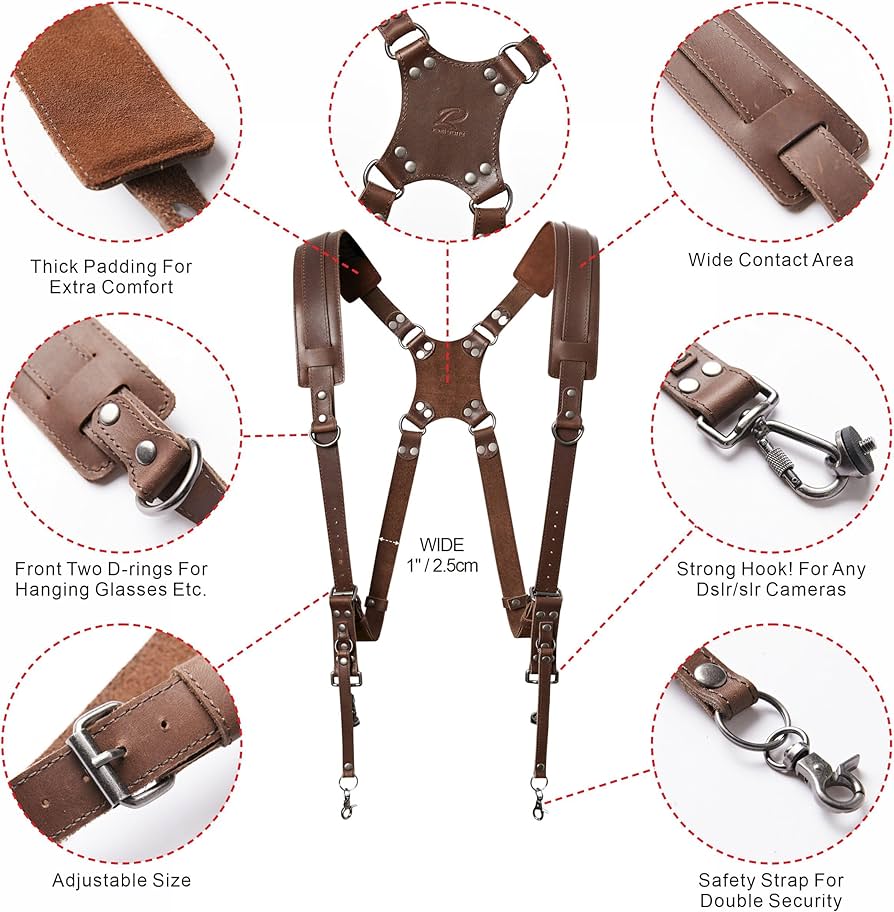 Thick Padding For
Extra Comfort
Wide Contact Area
Front Two D-rings For
Hanging Glasses Etc.
WIDE
1" / 2.5cm
Strong Hook! For Any
Dslr/slr Cameras
Adjustable Size
Safety Strap For
Double Security